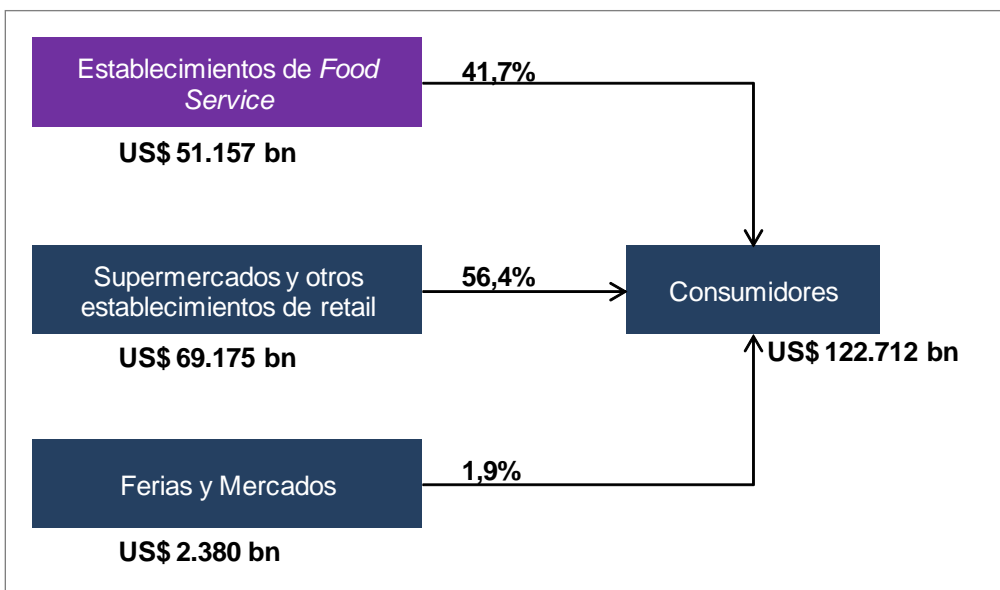 Establecimientos de Food
Service
41,7%
US$ 51.157 bn
Supermercados y otros
establecimientos de retail
56,4%
Consumidores
US$ 69.175 bn
US$ 122.712 bn
Ferias y Mercados
1,9%
US$ 2.380 bn